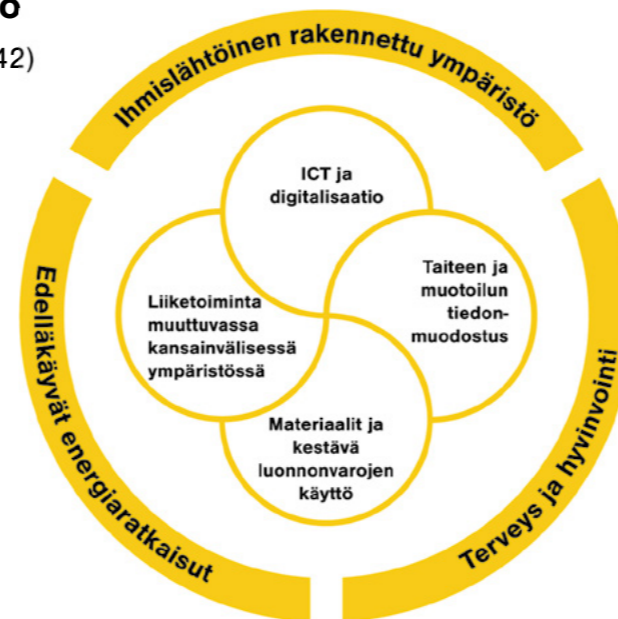 ö
42)
Ihmislähtöinen rakennettu ympäristö
ICT ja
digitalisaatio
Taiteen ja
muotoilun
tiedon-
muodostus
Liiketoiminta
muuttuvassa
kansainvälisessä
ympäristössä
Materiaalit ja
kestävä
luonnonvarojen
käyttö
Edelläkäyvät energiaratkaisut
Terveys ja hyvinvointi